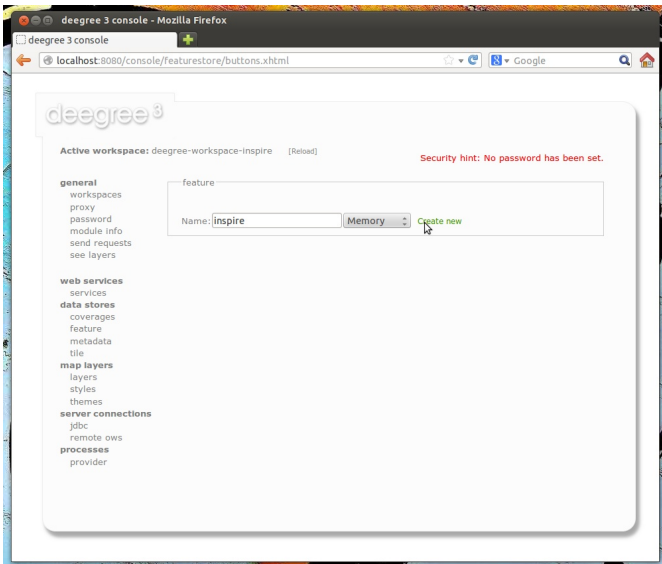 deegree 3 console - Mozilla Firefox
deegree 3 console
localhost:8080/console/featurestore/buttons.xhtml
Google
deegree 3
Active workspace: deegree-workspace-inspire [Reload]
Security hint: No password has been set.
general
workspaces
proxy
password
module info
send requests
see layers
web services
services
data stores
coverages
feature
metadata
tile
map layers
layers
styles
themes
server connections
jdbc
remote ows
processes
provider
feature
Name: inspire Memory Create new